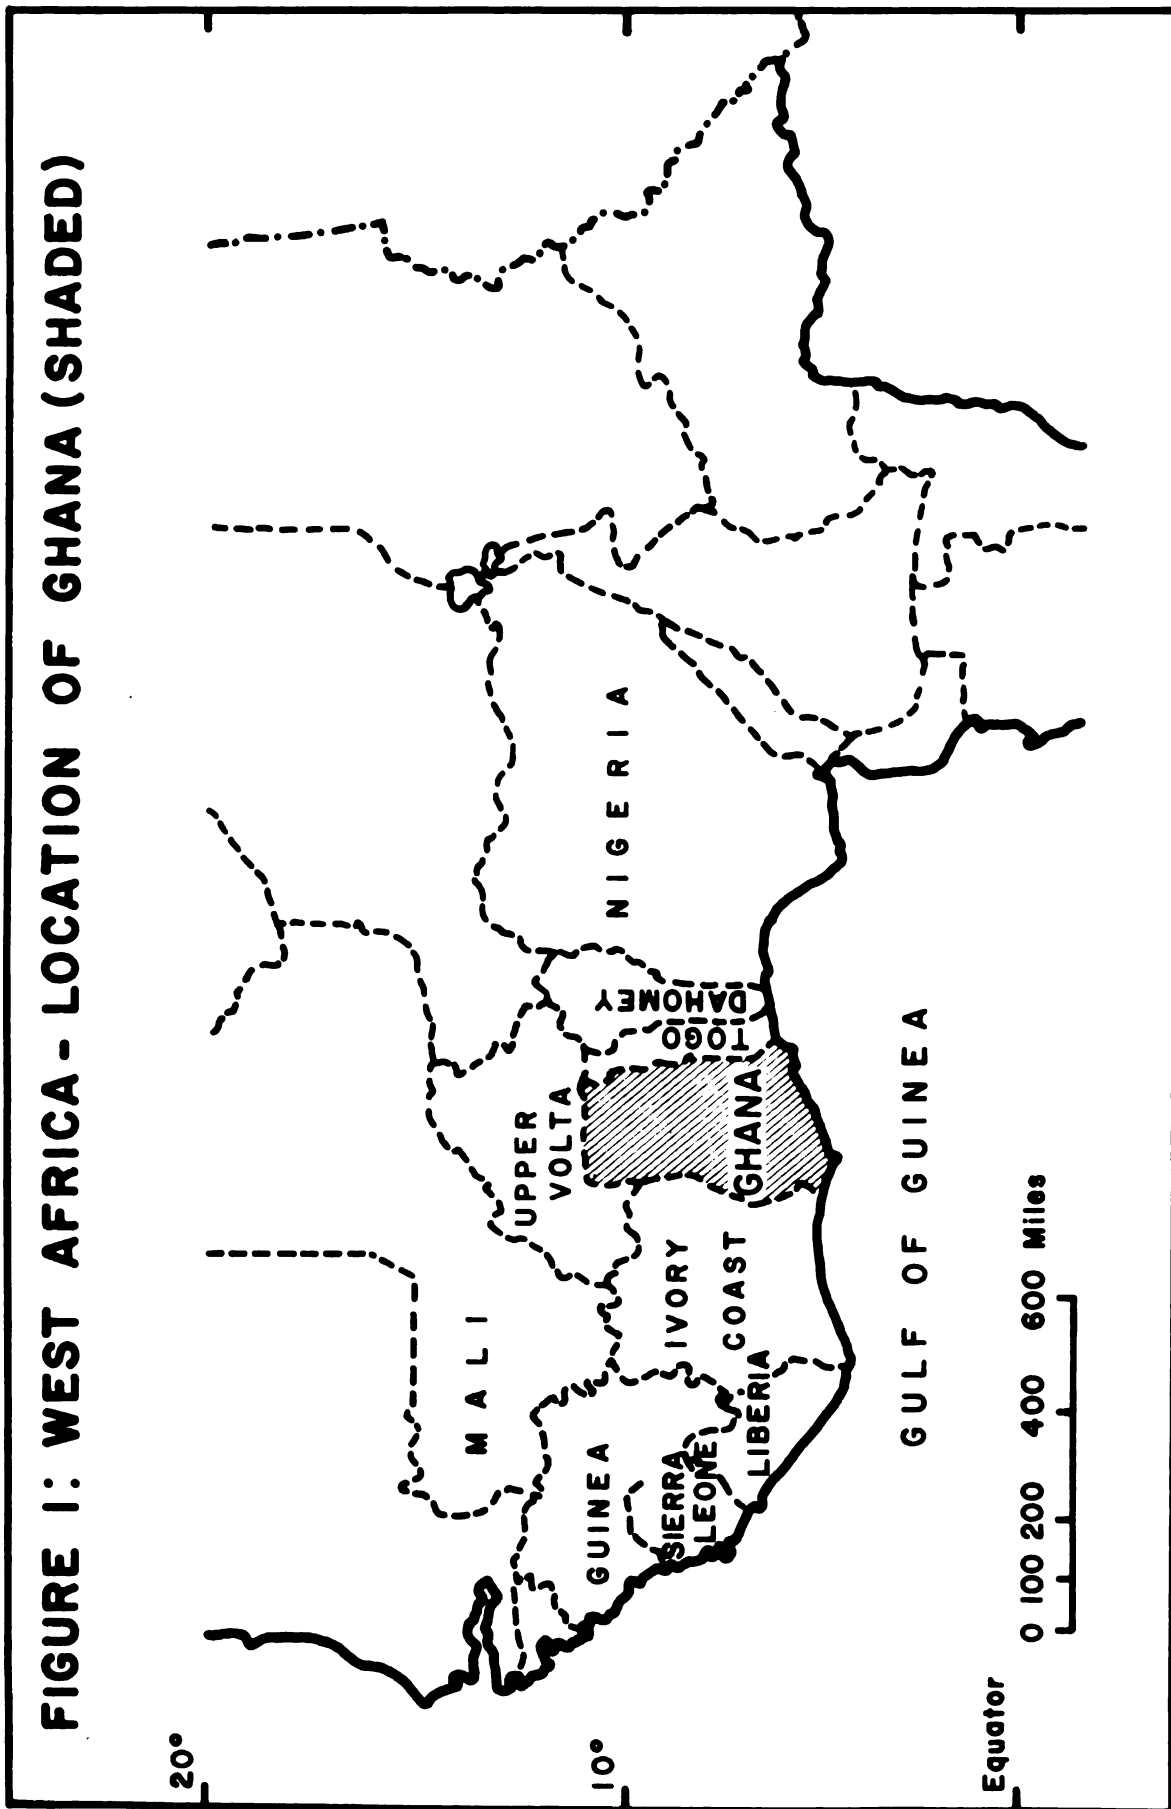 FIGURE 1: WEST AFRICA - LOCATION OF GHANA (SHADED)
20°
10°
Equator
MALI
UPPER
VOLTA
NIGERIA
GUINEA
SIERRA
LEONE
LIBERIA
IVORY
COAST
GHANA
TOGO
DAHOMEY
GULF OF GUINEA
0 100 200 400 600 Miles